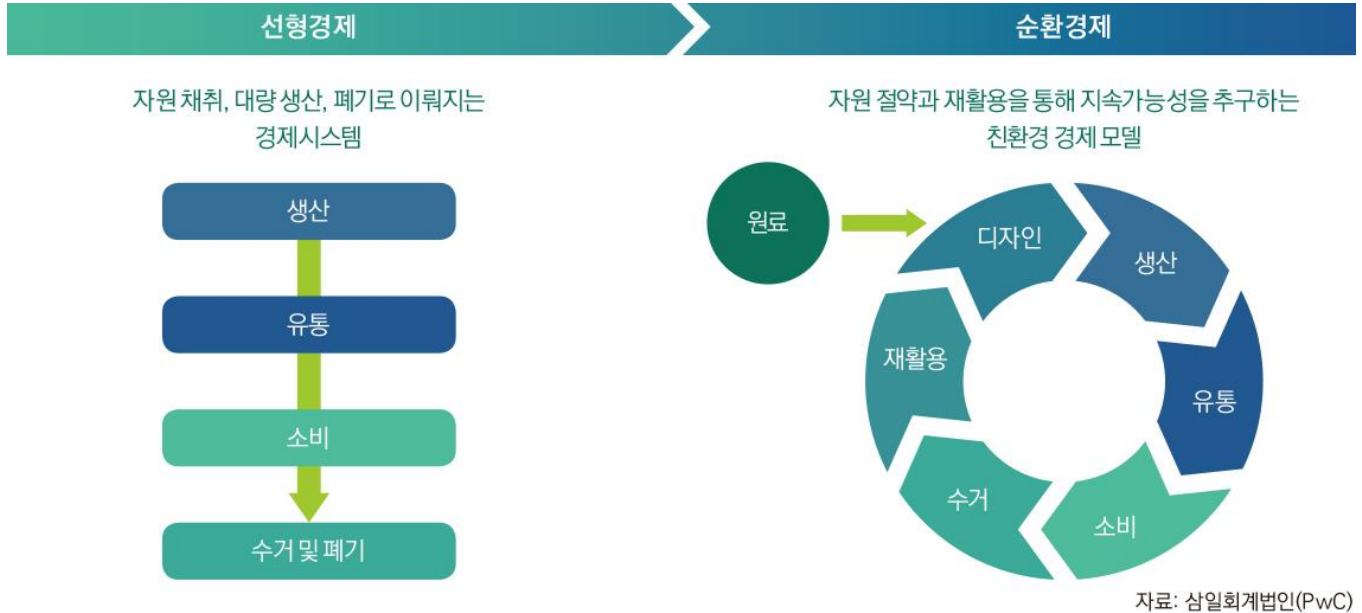 선형경제
순환경제
자원 채취, 대량 생산, 폐기로 이뤄지는
경제시스템
생산
유통
소비
수거 및 폐기
자원 절약과 재활용을 통해 지속가능성을 추구하는
친환경 경제 모델
원료
디자인
생산
유통
소비
수거
재활용
자료: 삼일회계법인(PwC)